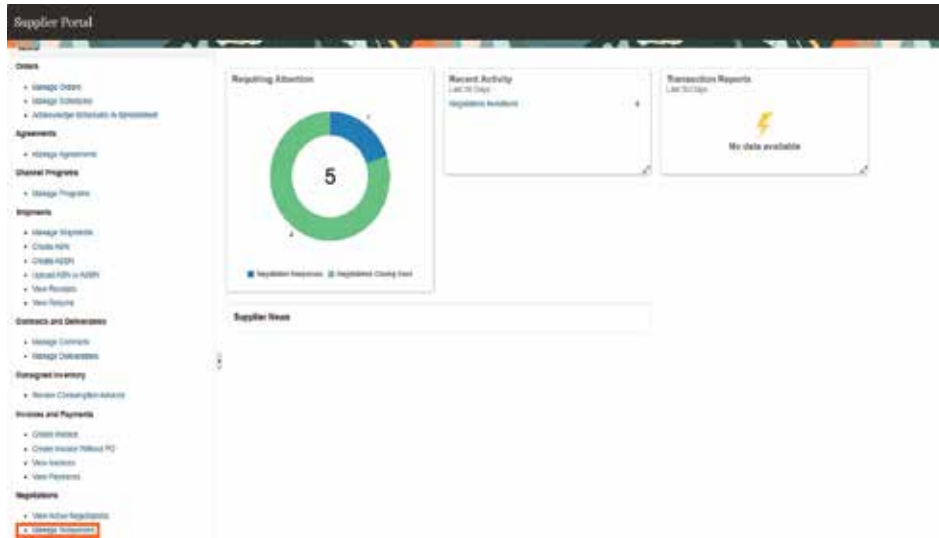 Supplier Portal
Orders
Manage Orders
Manage Schedules
Acknowledge Schedules in Spreadsheet
Agreements
Manage Agreements
Channel Programs
Manage Programs
Shipments
Manage Shipments
Create ASN
Create ASBN
Upload ASN or ASBN
View Receipts
View Returns
Contracts and Deliverables
Manage Contracts
Manage Deliverables
Consigned Inventory
Review Consumption Advices
Invoices and Payments
Create Invoice
Create Invoice Without PO
View Invoices
View Payments
Negotiations
View Active Negotiations
Manage Responses
Requiring Attention
5
4
Negotiation Responses
Negotiations Closing Soon
Recent Activity
Last 30 Days
Negotiation Invitations
Transaction Reports
Last 30 Days
No data available
Supplier News